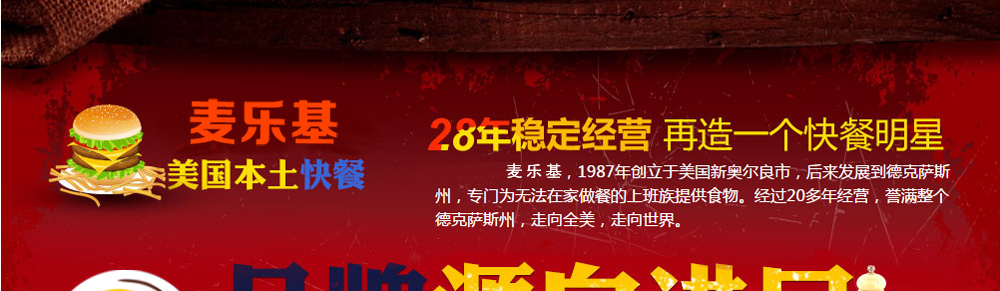 麦乐基
美国本土快餐
28年稳定经营 再造一个快餐明星
麦 乐 基，1987年创立于美国新奥尔良市，后来发展到德克萨斯
州，专门为无法在家做餐的上班族提供食物。经过20多年经营，誉满整个
德克萨斯州，走向全美，走向世界。